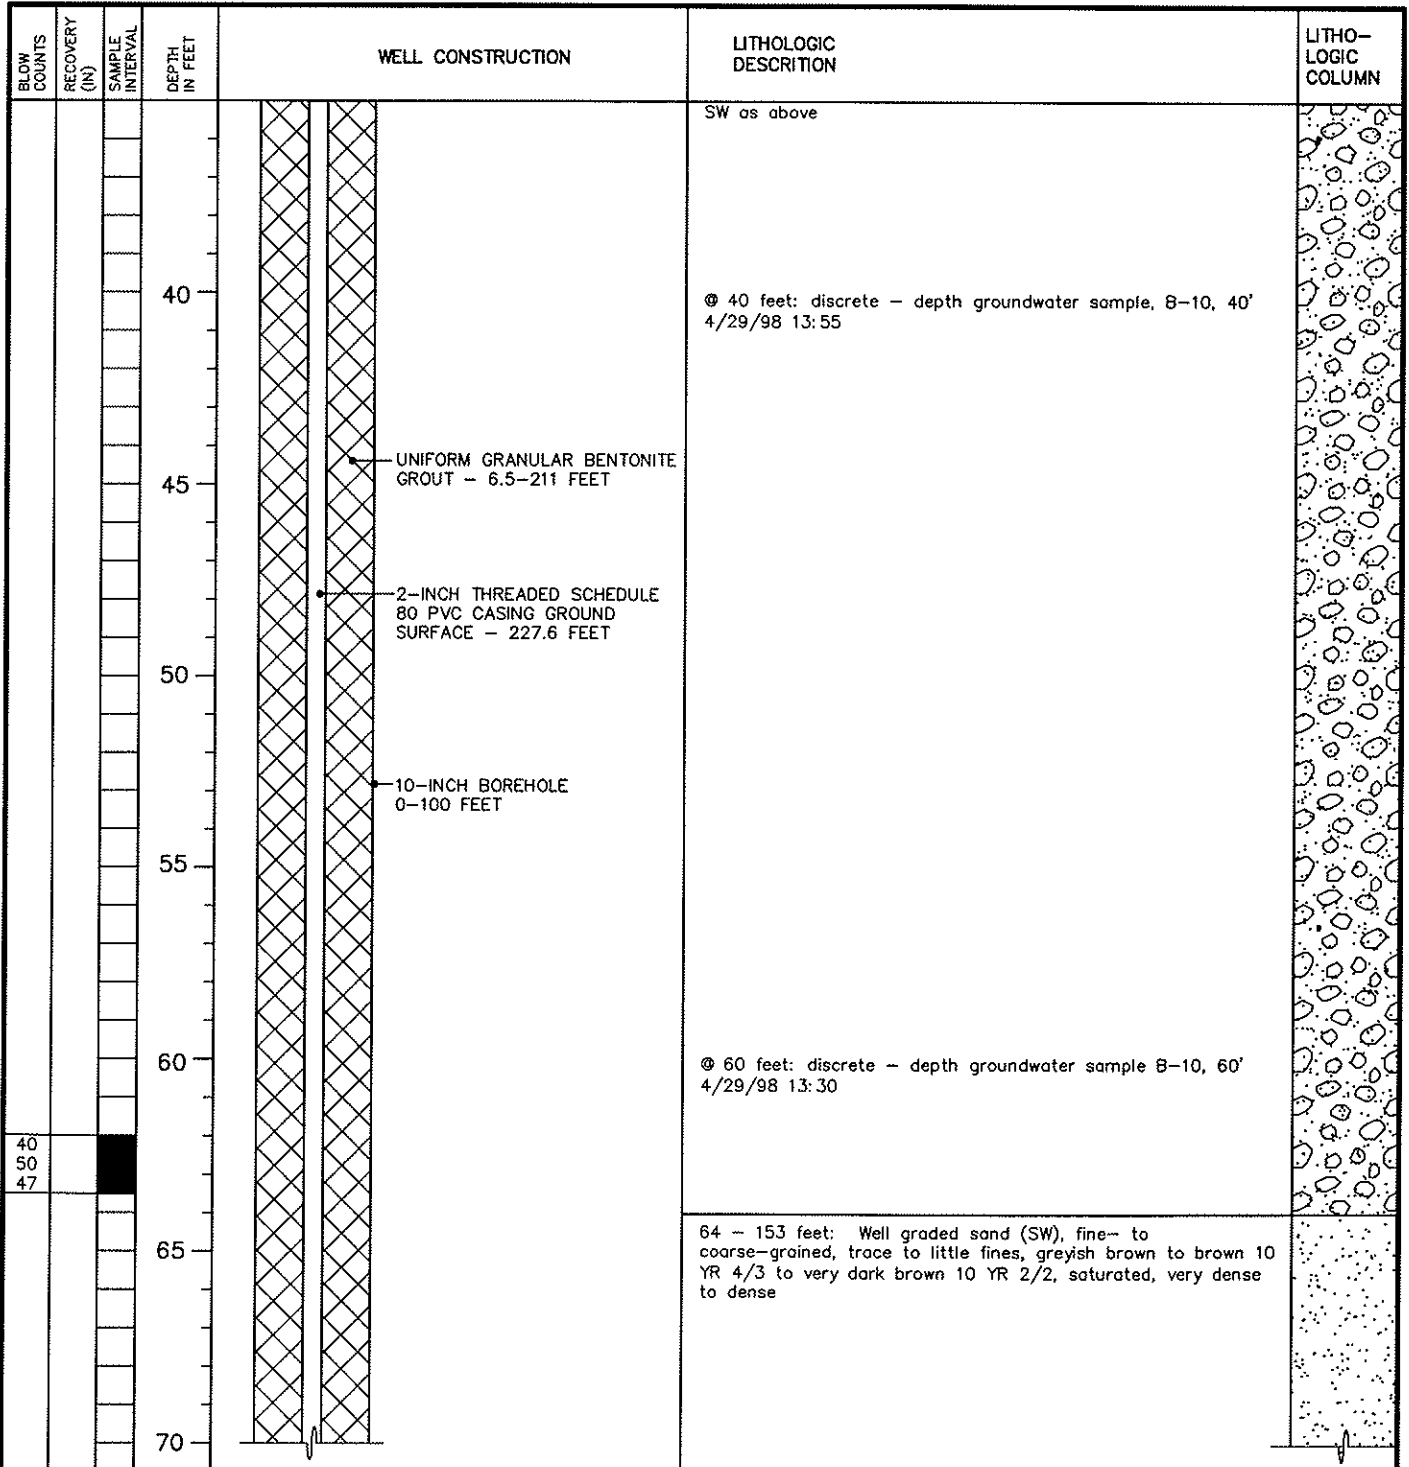 BLOW
COUNTS
RECOVERY
(IN)
SAMPLE
INTERVAL
DEPTH
IN FEET
WELL CONSTRUCTION
LITHOLOGIC
DESCRITION
LITHO-
LOGIC
COLUMN
SW as above
40
@ 40 feet: discrete – depth groundwater sample, B-10, 40'
4/29/98 13:55
UNIFORM GRANULAR BENTONITE
GROUT – 6.5-211 FEET
45
2-INCH THREADED SCHEDULE
80 PVC CASING GROUND
SURFACE – 227.6 FEET
50
10-INCH BOREHOLE
0-100 FEET
55
60
@ 60 feet: discrete – depth groundwater sample B-10, 60'
4/29/98 13:30
40
50
47
64 – 153 feet: Well graded sand (SW), fine- to
coarse-grained, trace to little fines, greyish brown to brown 10
YR 4/3 to very dark brown 10 YR 2/2, saturated, very dense
to dense
65
70